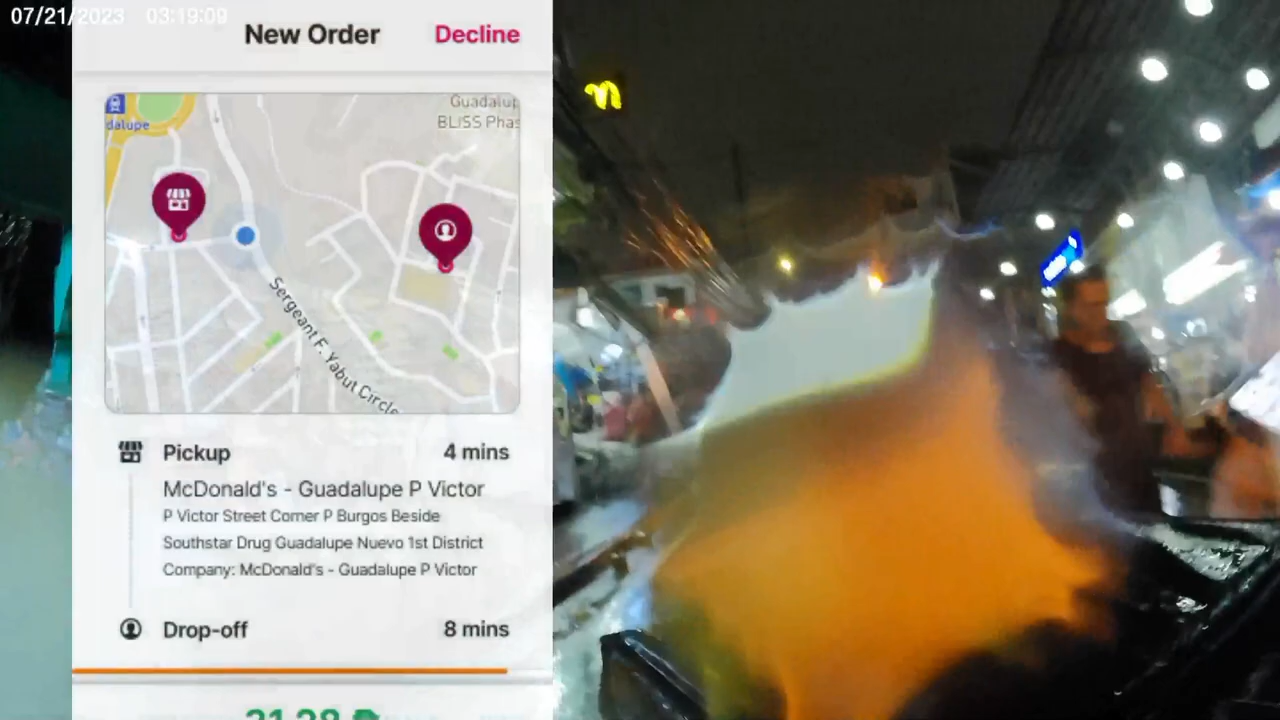 07/21/2023 03:19:09
New Order
Decline
Guadalup
BLISS Phas
dalupe
Sergeant F. Yabut Circle
Pickup
4 mins
McDonald's - Guadalupe P Victor
P Victor Street Corner P Burgos Beside
Southstar Drug Guadalupe Nuevo 1st District
Company: McDonald's - Guadalupe P Victor
Drop-off
8 mins